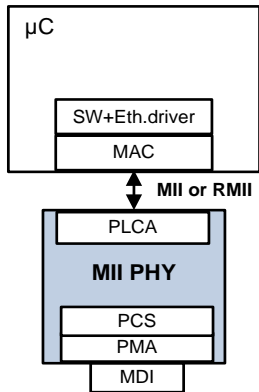 µC
SW+Eth.driver
MAC
MII or RMII
PLCA
MII PHY
PCS
PMA
MDI